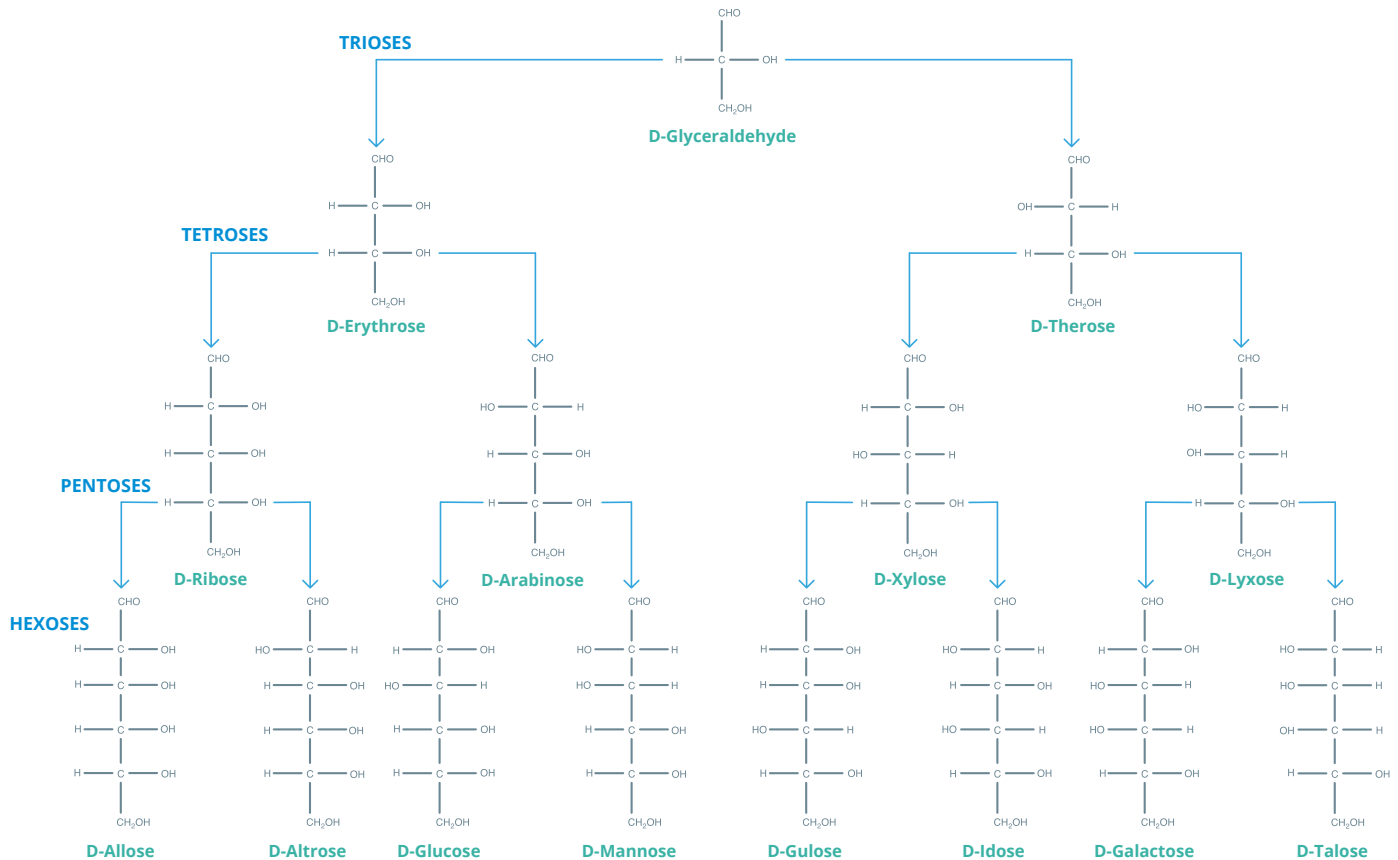 CHO
TRIOSES
H C OH
CH₂OH
D-Glyceraldehyde
CHO CHO
H C OH OH C H
TETROSES
H C OH H C OH
CH₂OH CH₂OH
D-Erythrose D-Therose
CHO CHO CHO CHO
H C OH HO C H H C OH HO C H
H C OH H C OH HO C H OH C H
PENTOSES
H C OH H C OH H C OH H C OH
CH₂OH CH₂OH CH₂OH CH₂OH
D-Ribose D-Arabinose D-Xylose D-Lyxose
CHO CHO CHO CHO CHO CHO CHO CHO
HEXOSES
H C OH HO C H H C OH HO C H H C OH HO C H H C OH HO C H
H C OH H C OH HO C H HO C H H C OH H C OH HO C H HO C H
H C OH H C OH H C OH H C OH HO C H HO C H HO C H OH C H
H C OH H C OH H C OH H C OH H C OH H C OH H C OH H C OH
CH₂OH CH₂OH CH₂OH CH₂OH CH₂OH CH₂OH CH₂OH CH₂OH
D-Allose D-Altrose D-Glucose D-Mannose D-Gulose D-Idose D-Galactose D-Talose